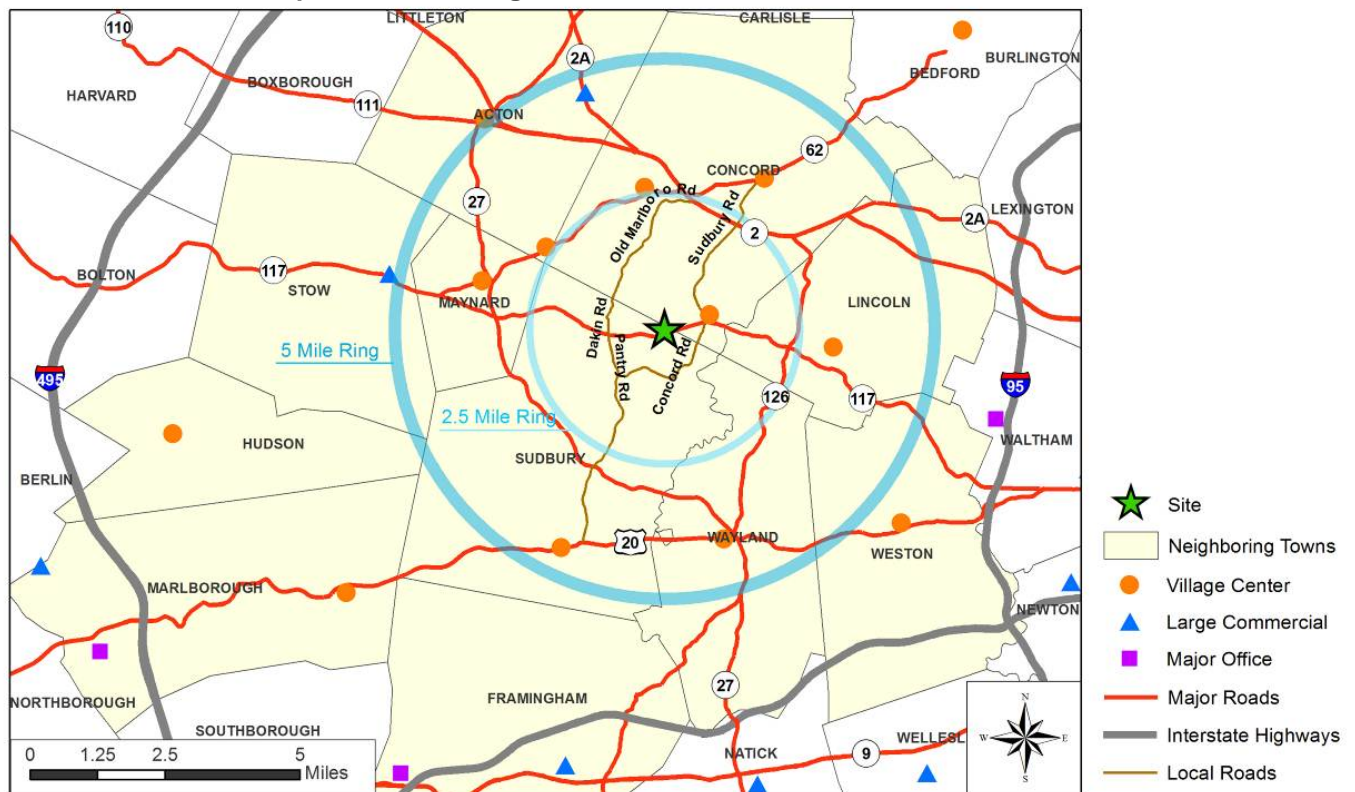 LITTLETON
CARLISLE
110
2A
BURLINGTON
BEDFORD
BOXBOROUGH
HARVARD
111
ACTON
62
CONCORD
Old Marlboro Rd
Sudbury Rd
27
2
2A
LEXINGTON
117
BOLTON
STOW
MAYNARD
LINCOLN
Dakin Rd
Pantry Rd
Concord Rd
5 Mile Ring
495
95
126
117
2.5 Mile Ring
HUDSON
WALTHAM
SUDBURY
BERLIN
20
WAYLAND
WESTON
MARLBOROUGH
NEWTON
27
FRAMINGHAM
NORTHBOROUGH
SOUTHBOROUGH
WELLESL
NATICK
9
0 1.25 2.5 5
Miles
N
W E
S
Site
Neighboring Towns
Village Center
Large Commercial
Major Office
Major Roads
Interstate Highways
Local Roads